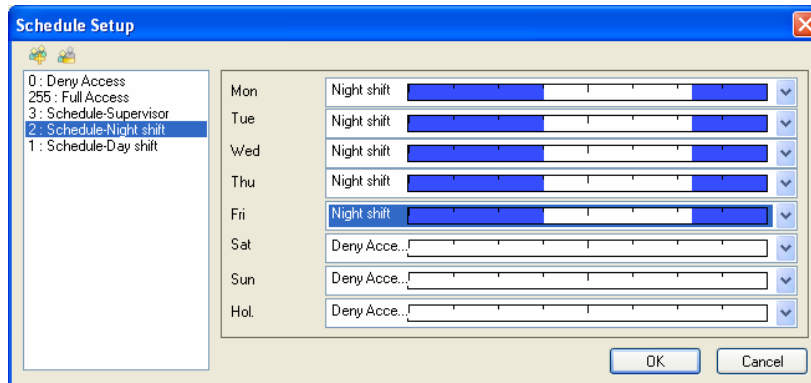 Schedule Setup
0 : Deny Access
255 : Full Access
3 : Schedule-Supervisor
2 : Schedule-Night shift
1 : Schedule-Day shift
Mon Night shift
Tue Night shift
Wed Night shift
Thu Night shift
Fri Night shift
Sat Deny Acce...
Sun Deny Acce...
Hol. Deny Acce...
OK Cancel